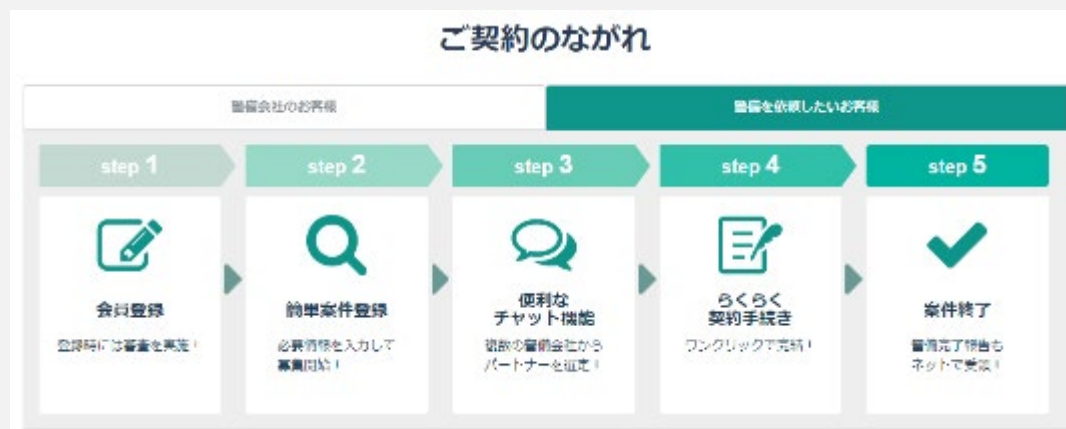 ご契約のながれ
警備会社のお客様
警備を依頼したいお客様
step 1
step 2
step 3
step 4
step 5
会員登録
登録時には審査を実施!
簡単案件登録
必要情報を入力して
募集開始!
便利な
チャット機能
複数の警備会社から
パートナーを選定!
らくらく
契約手続き
ワンクリックで完結!
案件終了
警備完了報告も
ネットで受領!